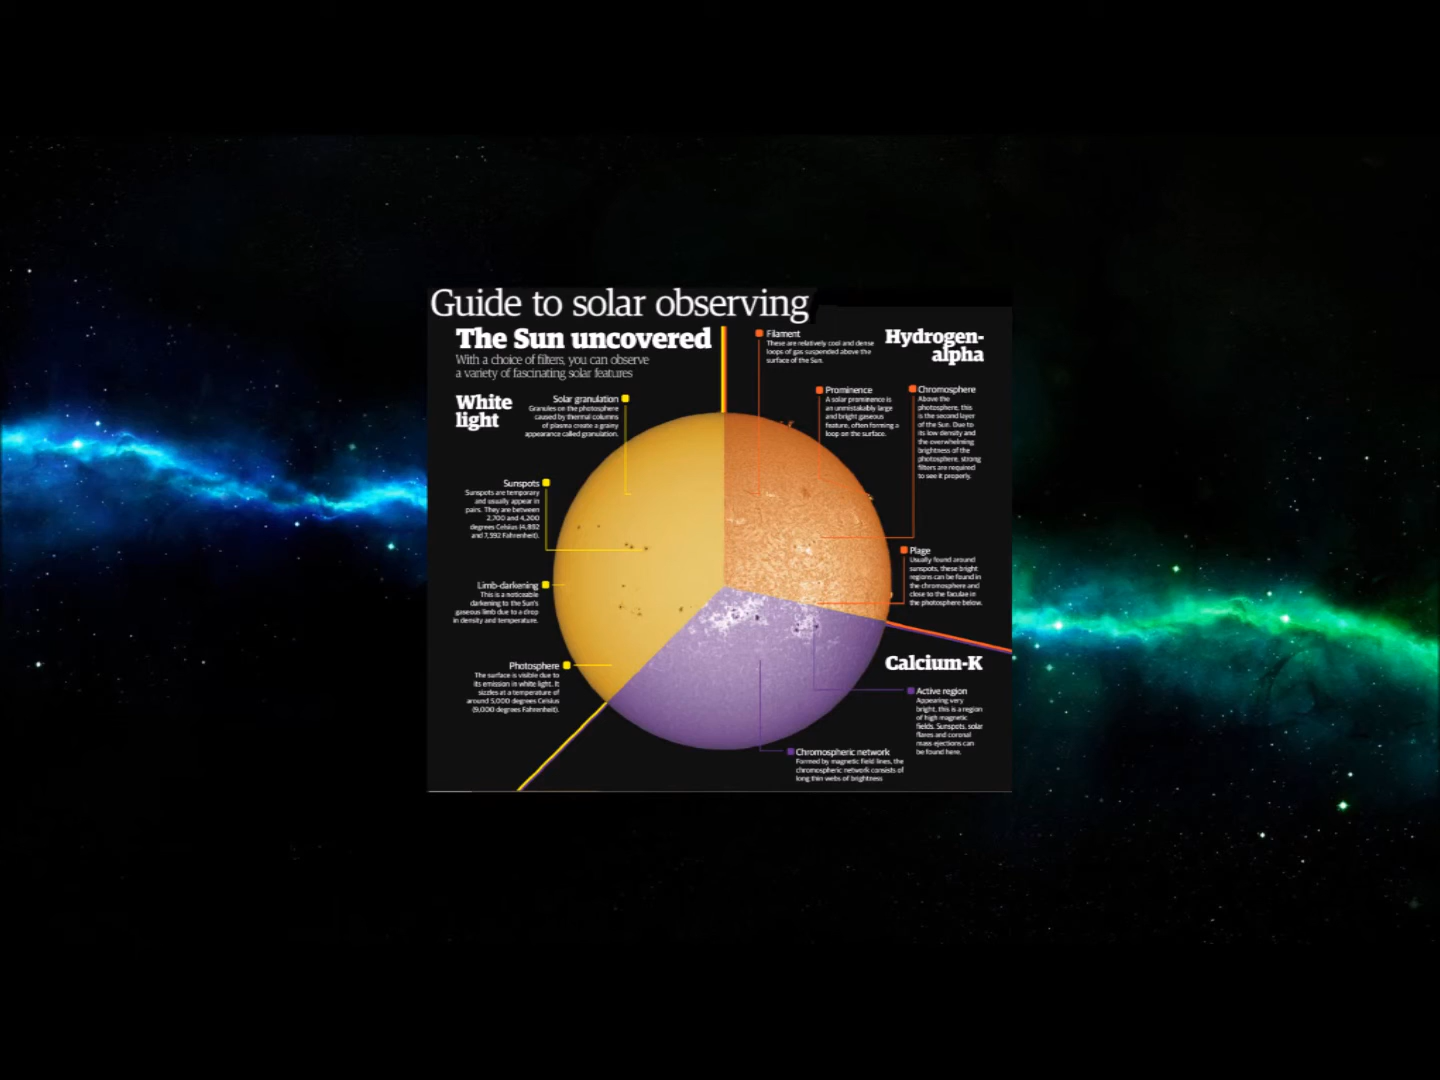 Guide to solar observing
The Sun uncovered
With a choice of filters, you can observe
a variety of fascinating solar features
White
light
Solar granulation
Granules on the photosphere
caused by thermal columns
of plasma create a grainy
appearance called granulation.
Sunspots
Sunspots are temporary
and usually appear in
pairs. They are between
2,700 and 4,200
degrees Celsius (4,892
and 7,592 Fahrenheit).
Limb-darkening
This is a noticeable
darkening to the Sun's
gaseous limb due to a drop
in density and temperature.
Photosphere
The surface is visible due to
its emission in white light. It
sizzles at a temperature of
around 5,000 degrees Celsius
(9,000 degrees Fahrenheit).
Hydrogen-
alpha
Filament
These are relatively cool and dense
loops of gas suspended above the
surface of the Sun.
Prominence
A solar prominence is
an unmistakably large
and bright gaseous
feature, often forming a
loop on the surface.
Chromosphere
Above the
photosphere, this
is the second layer
of the Sun. Due to
its low density and
the overwhelming
brightness of the
photosphere, strong
filters are required
to see it properly.
Plage
Usually found around
sunspots, these bright
regions can be found in
the chromosphere and
close to the faculae in
the photosphere below.
Calcium-K
Active region
Appearing very
bright, this is a region
of high magnetic
fields. Sunspots, solar
flares and coronal
mass ejections can
be found here.
Chromospheric network
Formed by magnetic field lines, the
chromospheric network consists of
long thin webs of brightness